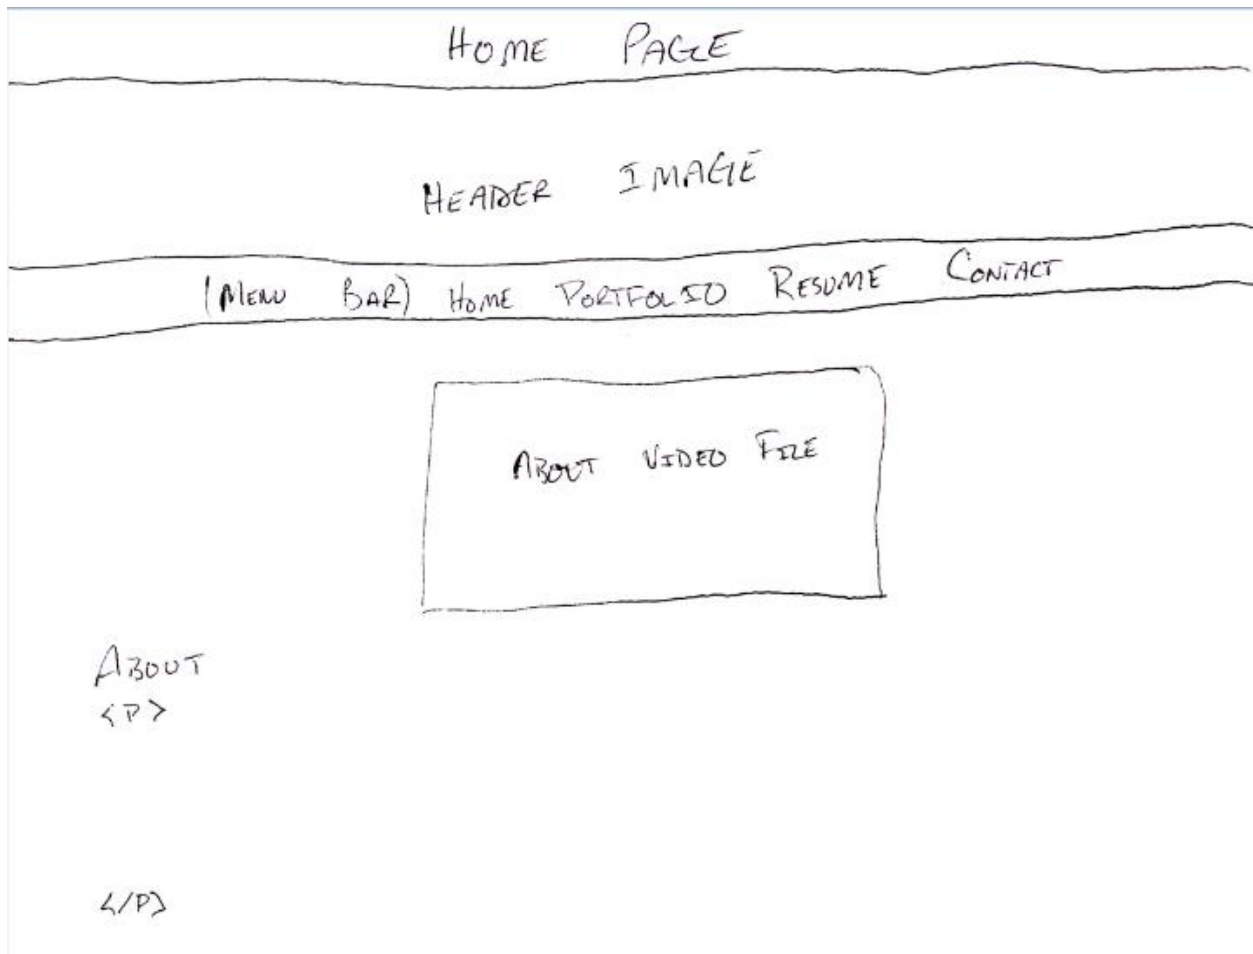 HOME PAGE
HEADER IMAGE
(MENU BAR) HOME PORTFOLIO RESUME CONTACT
ABOUT VIDEO FILE
ABOUT
<P>
</P>